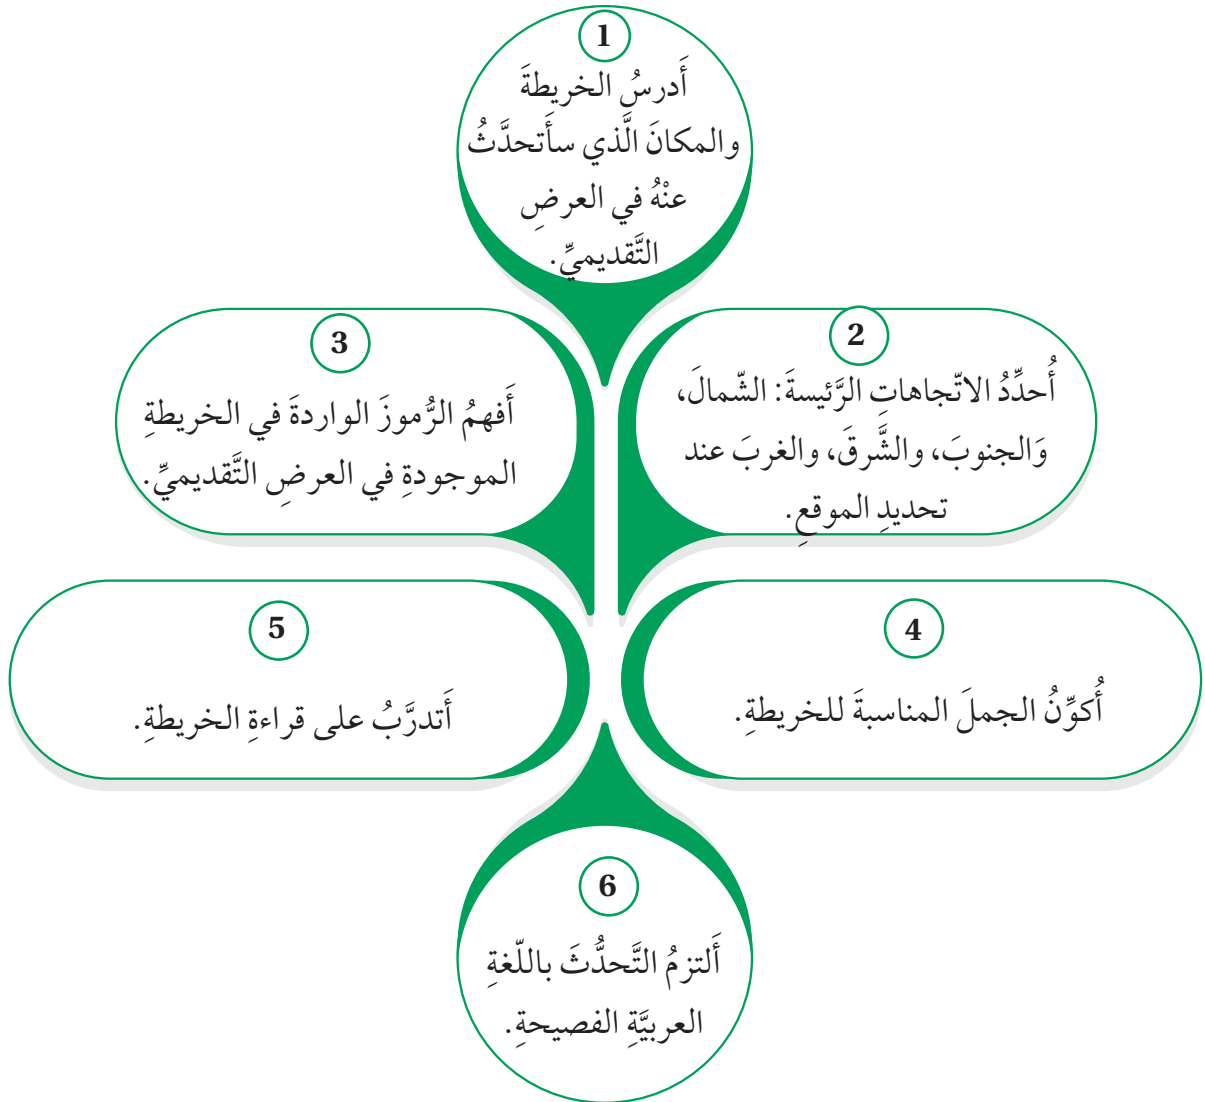 1
أَدرسُ الخريطةَ
والمكانَ الَّذي سأَتحدَّثُ
عنْهُ في العرضِ
التَّقديميِّ.
2
أُحدِّدُ الاتّجاهاتِ الرَّئيسةَ: الشّمالَ،
وَالجنوبَ، والشَّرقَ، والغربَ عند
تحديدِ الموقعِ.
3
أَفهمُ الرُّموزَ الواردةَ في الخريطةِ
الموجودةِ في العرضِ التَّقديميِّ.
4
أُكوِّنُ الجملَ المناسبةَ للخريطةِ.
5
أَتدرَّبُ على قراءةِ الخريطةِ.
6
أَلتزمُ التَّحدُّثَ باللّغةِ
العربيَّةِ الفصيحةِ.